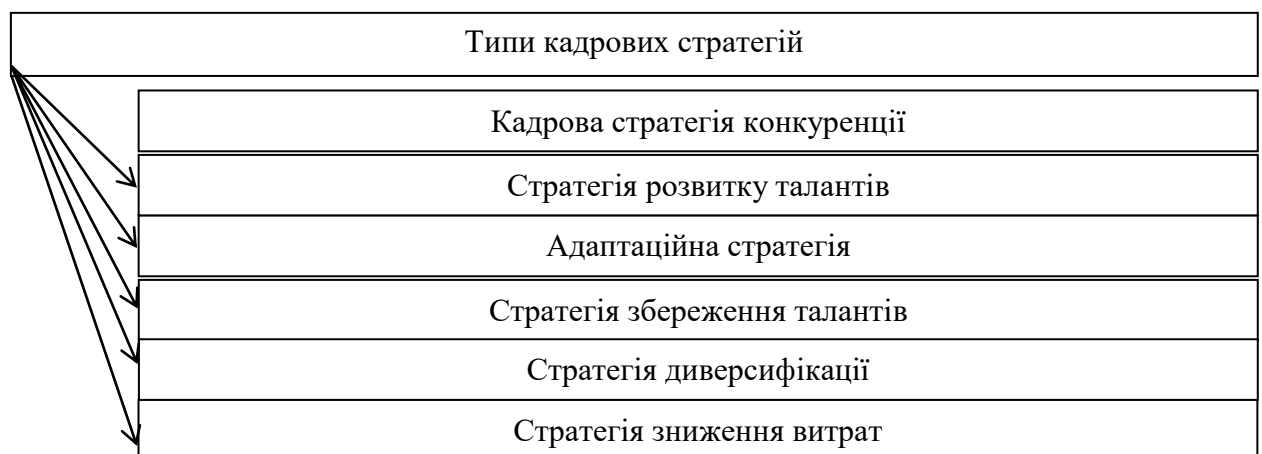 Типи кадрових стратегій
Кадрова стратегія конкуренції
Стратегія розвитку талантів
Адаптаційна стратегія
Стратегія збереження талантів
Стратегія диверсифікації
Стратегія зниження витрат